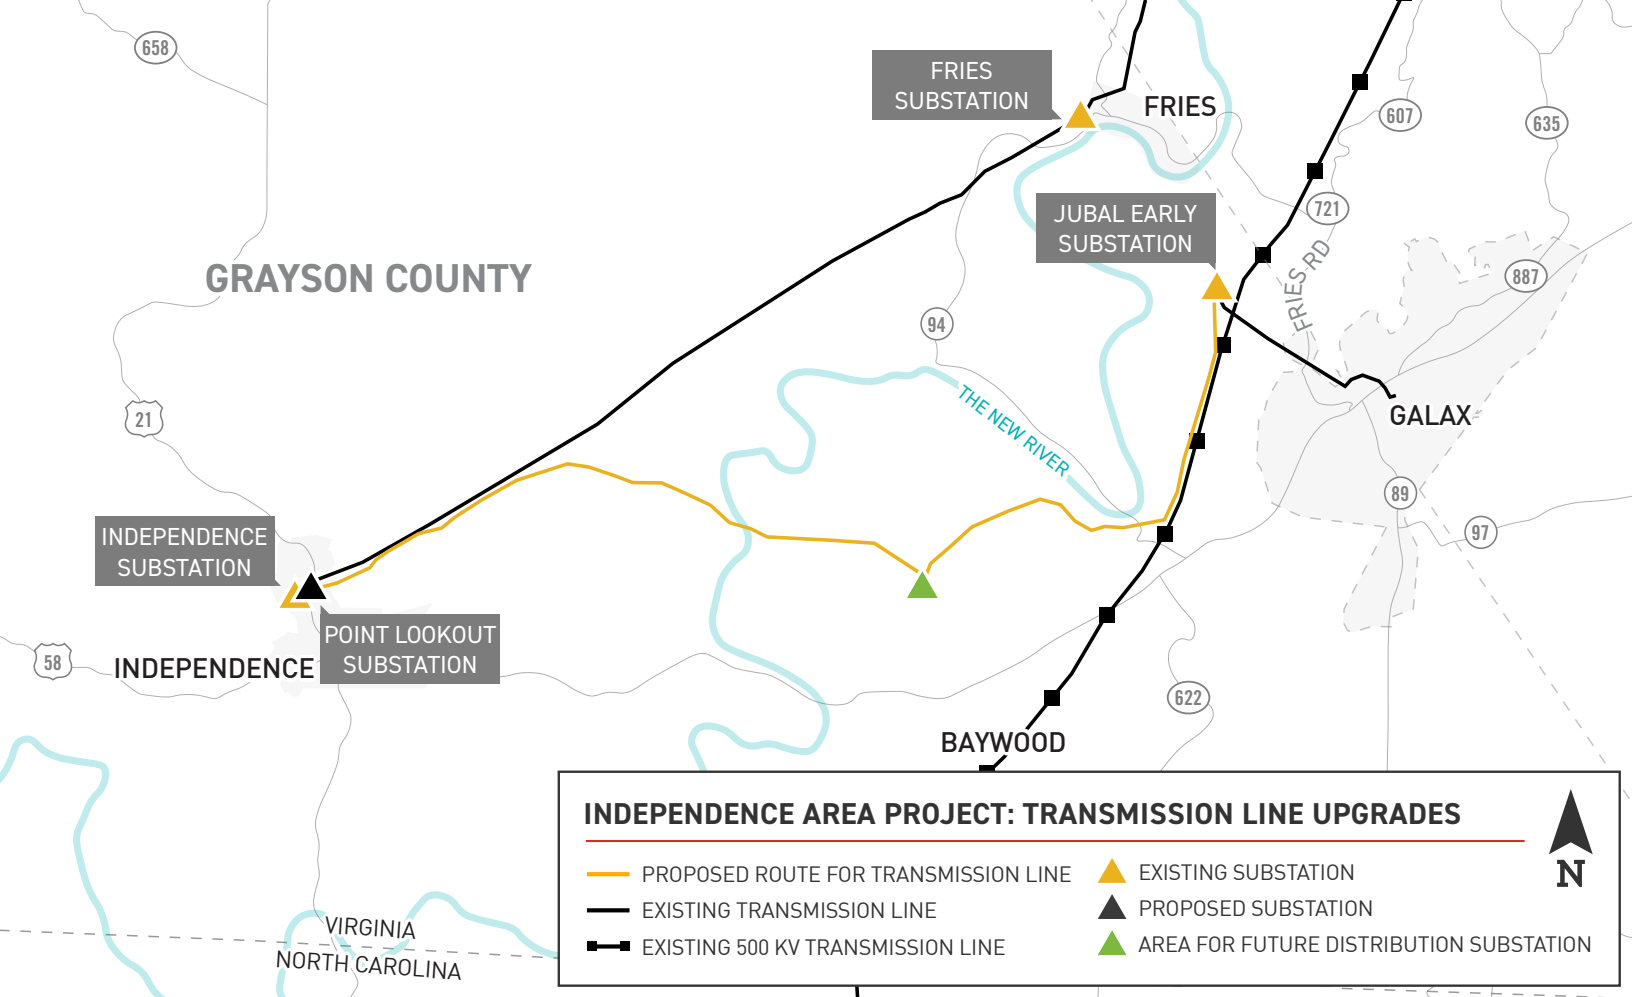 658
FRIES
SUBSTATION
FRIES
607
635
JUBAL EARLY
SUBSTATION
721
GRAYSON COUNTY
FRIES RD
887
94
21
THE NEW RIVER
GALAX
89
97
INDEPENDENCE
SUBSTATION
POINT LOOKOUT
SUBSTATION
58
INDEPENDENCE
622
BAYWOOD
INDEPENDENCE AREA PROJECT: TRANSMISSION LINE UPGRADES
PROPOSED ROUTE FOR TRANSMISSION LINE
EXISTING TRANSMISSION LINE
EXISTING 500 KV TRANSMISSION LINE
EXISTING SUBSTATION
PROPOSED SUBSTATION
AREA FOR FUTURE DISTRIBUTION SUBSTATION
N
VIRGINIA
NORTH CAROLINA